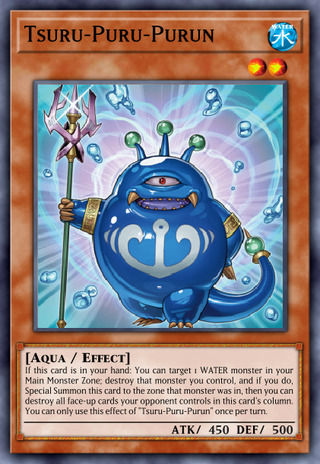 Tsuru-Puru-Purun
WATER
水
[Aqua / Effect]
If this card is in your hand: You can target 1 WATER monster in your
Main Monster Zone; destroy that monster you control, and if you do,
Special Summon this card to the zone that monster was in, then you can
destroy all face-up cards your opponent controls in this card's column.
You can only use this effect of "Tsuru-Puru-Purun" once per turn.
ATK/ 450 DEF/ 500